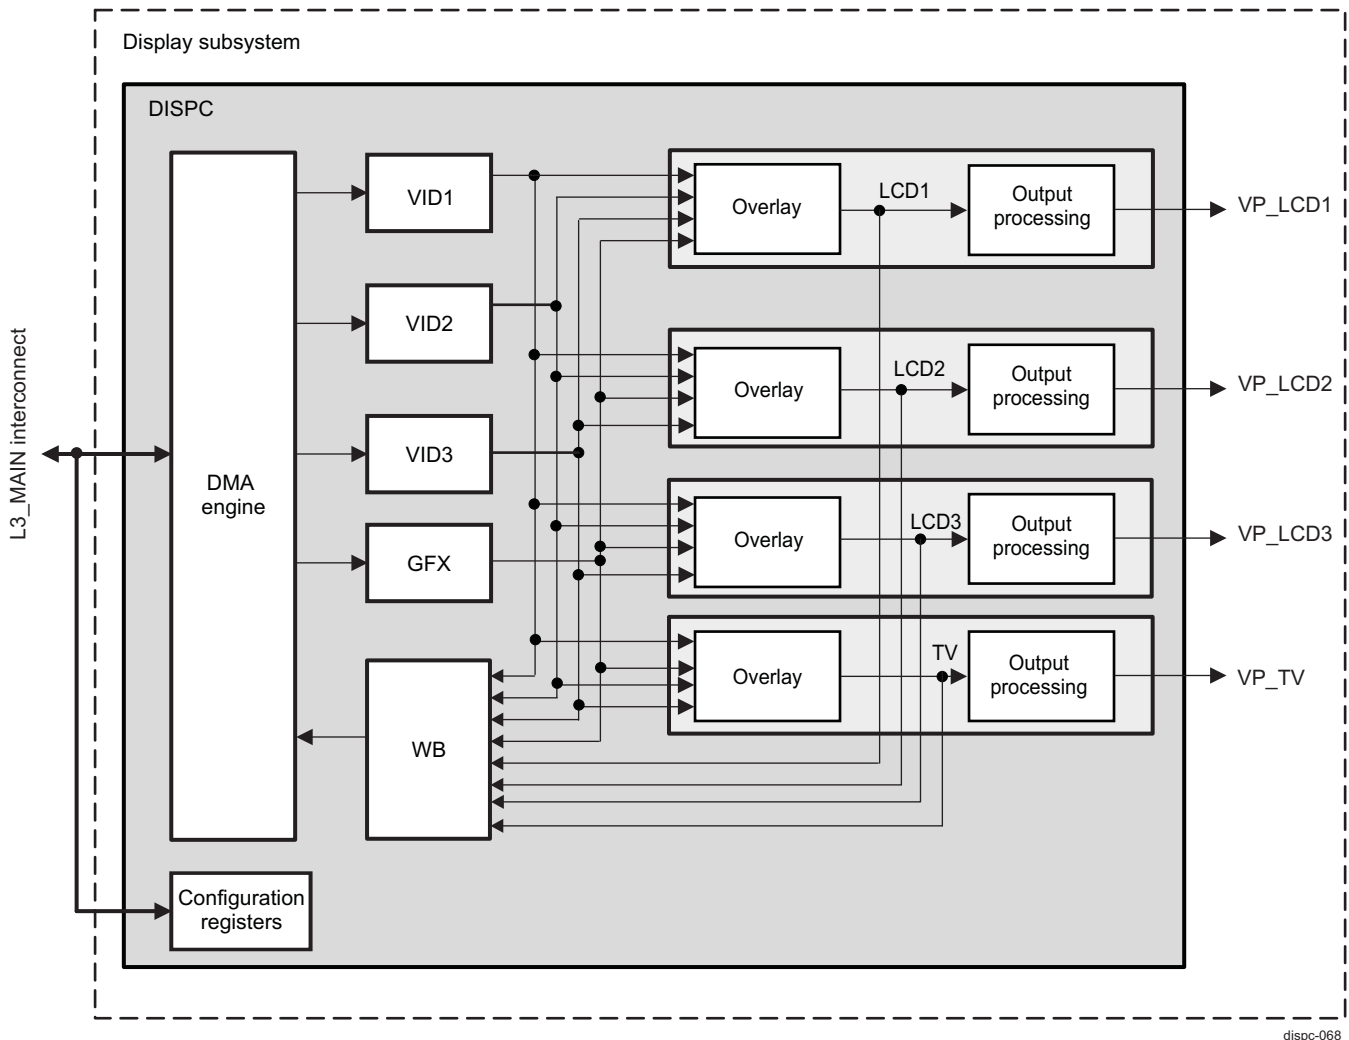 Display subsystem
DISPC
L3_MAIN interconnect
DMA
engine
VID1
VID2
VID3
GFX
WB
Configuration
registers
Overlay
LCD1
Output
processing
VP_LCD1
Overlay
LCD2
Output
processing
VP_LCD2
Overlay
LCD3
Output
processing
VP_LCD3
Overlay
TV
Output
processing
VP_TV
dispc-068